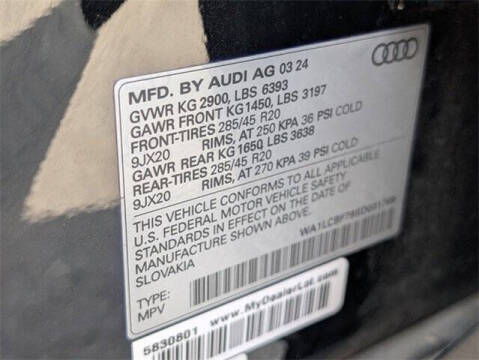 MFD. BY AUDI AG 03 24
GVWR KG 2900, LBS 6393
GAWR FRONT KG1450, LBS 3197
FRONT-TIRES 285/45 R20
9JX20 RIMS, AT 250 KPA 36 PSI COLD
GAWR REAR KG 1650, LBS 3638
REAR-TIRES 285/45 R20
9JX20 RIMS, AT 270 KPA 39 PSI COLD
THIS VEHICLE CONFORMS TO ALL APPLICABLE
U.S. FEDERAL MOTOR VEHICLE SAFETY
STANDARDS IN EFFECT ON THE DATE OF
MANUFACTURE SHOWN ABOVE.
SLOVAKIA
TYPE:
MPV
5830801 www.MyDealerLot.com